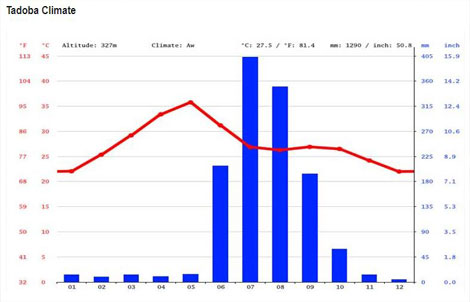 Tadoba Climate
°F °C Altitude: 327m Climate: Aw °C: 27.5 / °F: 81.4 mm: 1290 / inch: 50.8 mm inch
113 45 405 15.9
104 40 360 14.2
95 35 315 12.4
86 30 270 10.6
77 25 225 8.9
68 20 180 7.1
59 15 135 5.3
50 10 90 3.5
41 5 45 1.8
32 0 0 0.0
01 02 03 04 05 06 07 08 09 10 11 12